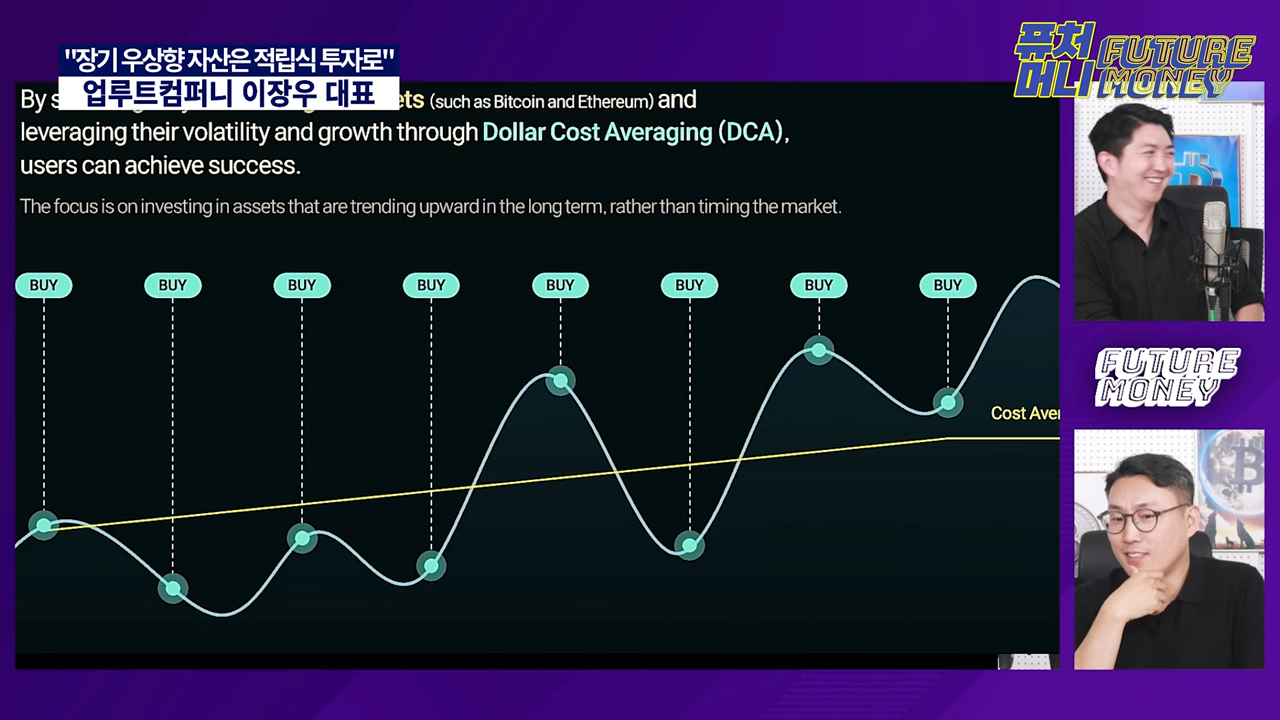 "장기 우상향 자산은 적립식 투자로"
업루트컴퍼니 이장우 대표
퓨처
머니
FUTURE
MONEY
By ets (such as Bitcoin and Ethereum) and
leveraging their volatility and growth through Dollar Cost Averaging (DCA),
users can achieve success.
The focus is on investing in assets that are trending upward in the long term, rather than timing the market.
BUY BUY BUY BUY BUY BUY BUY BUY
FUTURE
MONEY
Cost Aver